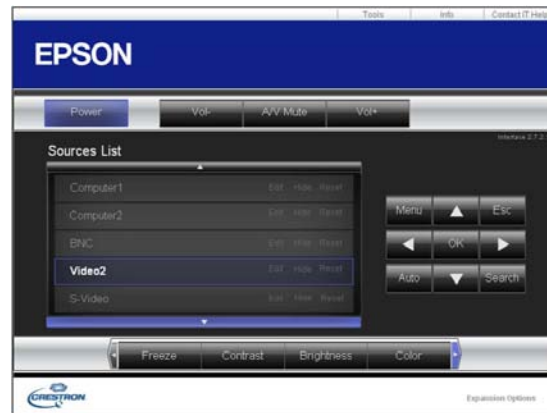 Tools Info Contact IT Help
EPSON
Power Vol- A/V Mute Vol+
Interface 2.7.2.
Sources List
Computer1 Edit Hide Reset
Computer2 Edit Hide Reset
BNC Edit Hide Reset
Video2 Edit Hide Reset
S-Video Edit Hide Reset
Menu Esc
OK
Auto Search
Freeze Contrast Brightness Color
CRESTRON
Expansion Options